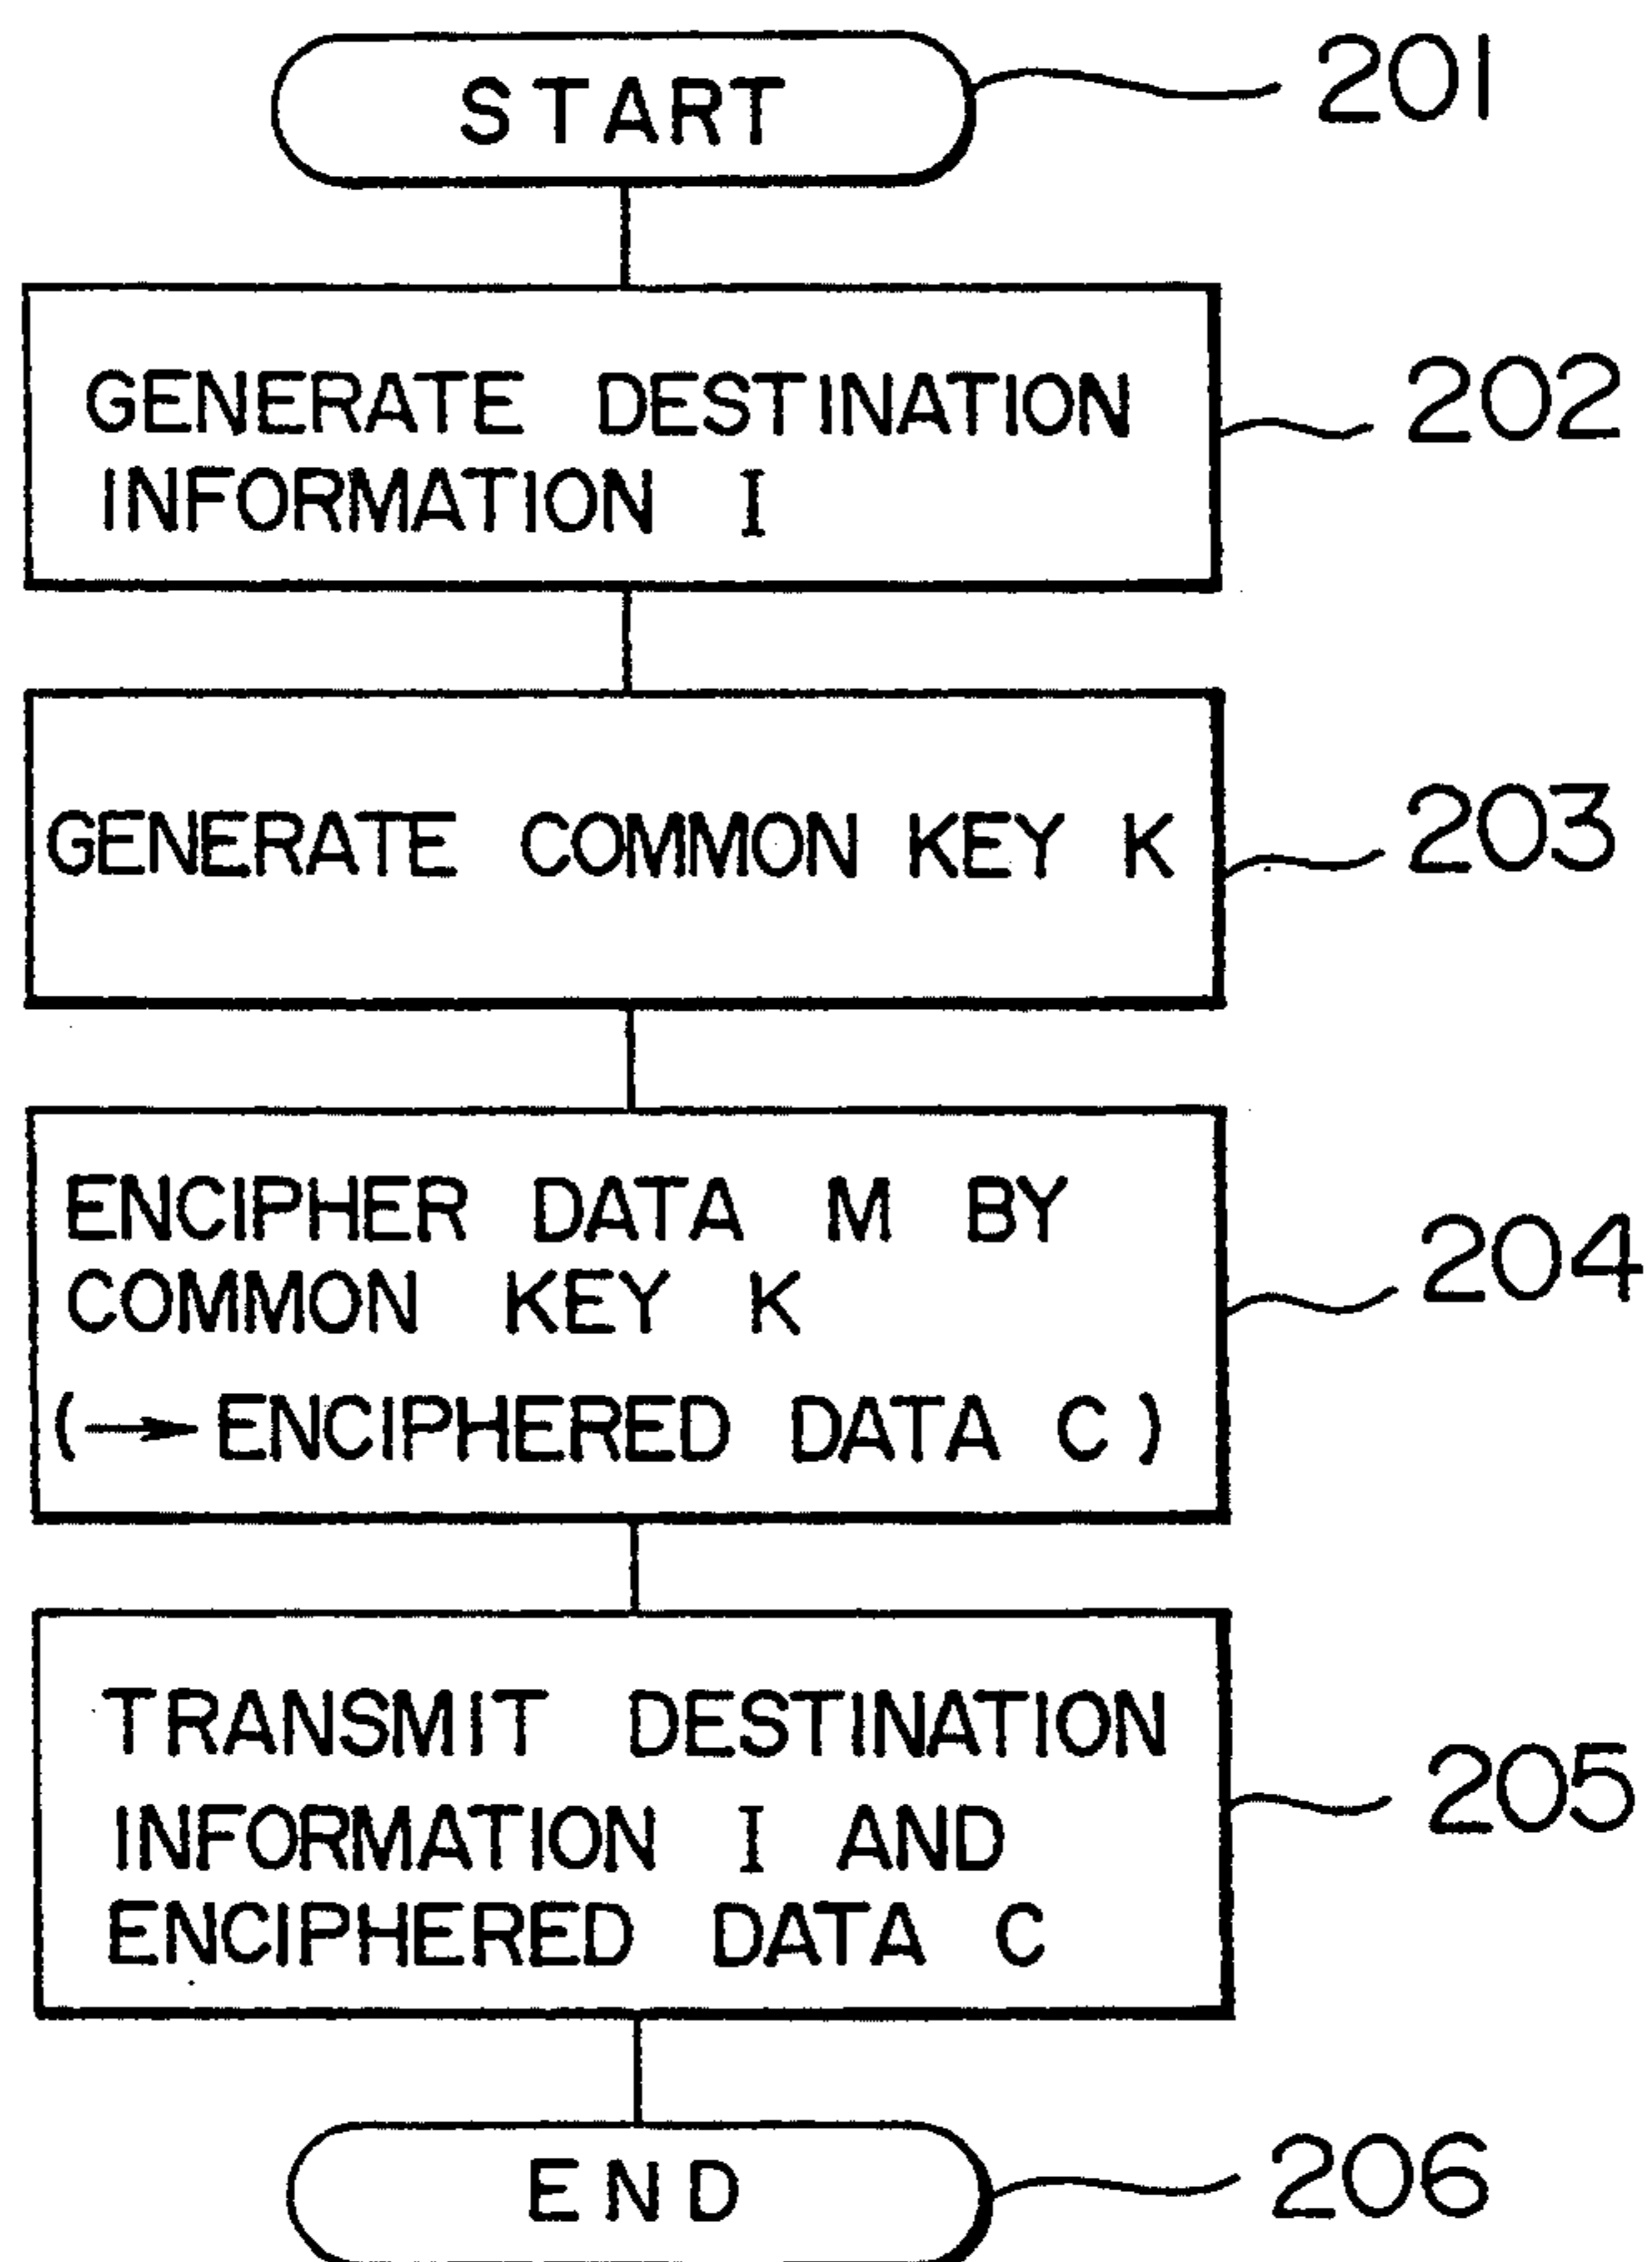 START
201
GENERATE DESTINATION
INFORMATION I
202
GENERATE COMMON KEY K
203
ENCIPHER DATA M BY
COMMON KEY K
(→ ENCIPHERED DATA C)
204
TRANSMIT DESTINATION
INFORMATION I AND
ENCIPHERED DATA C
205
END
206